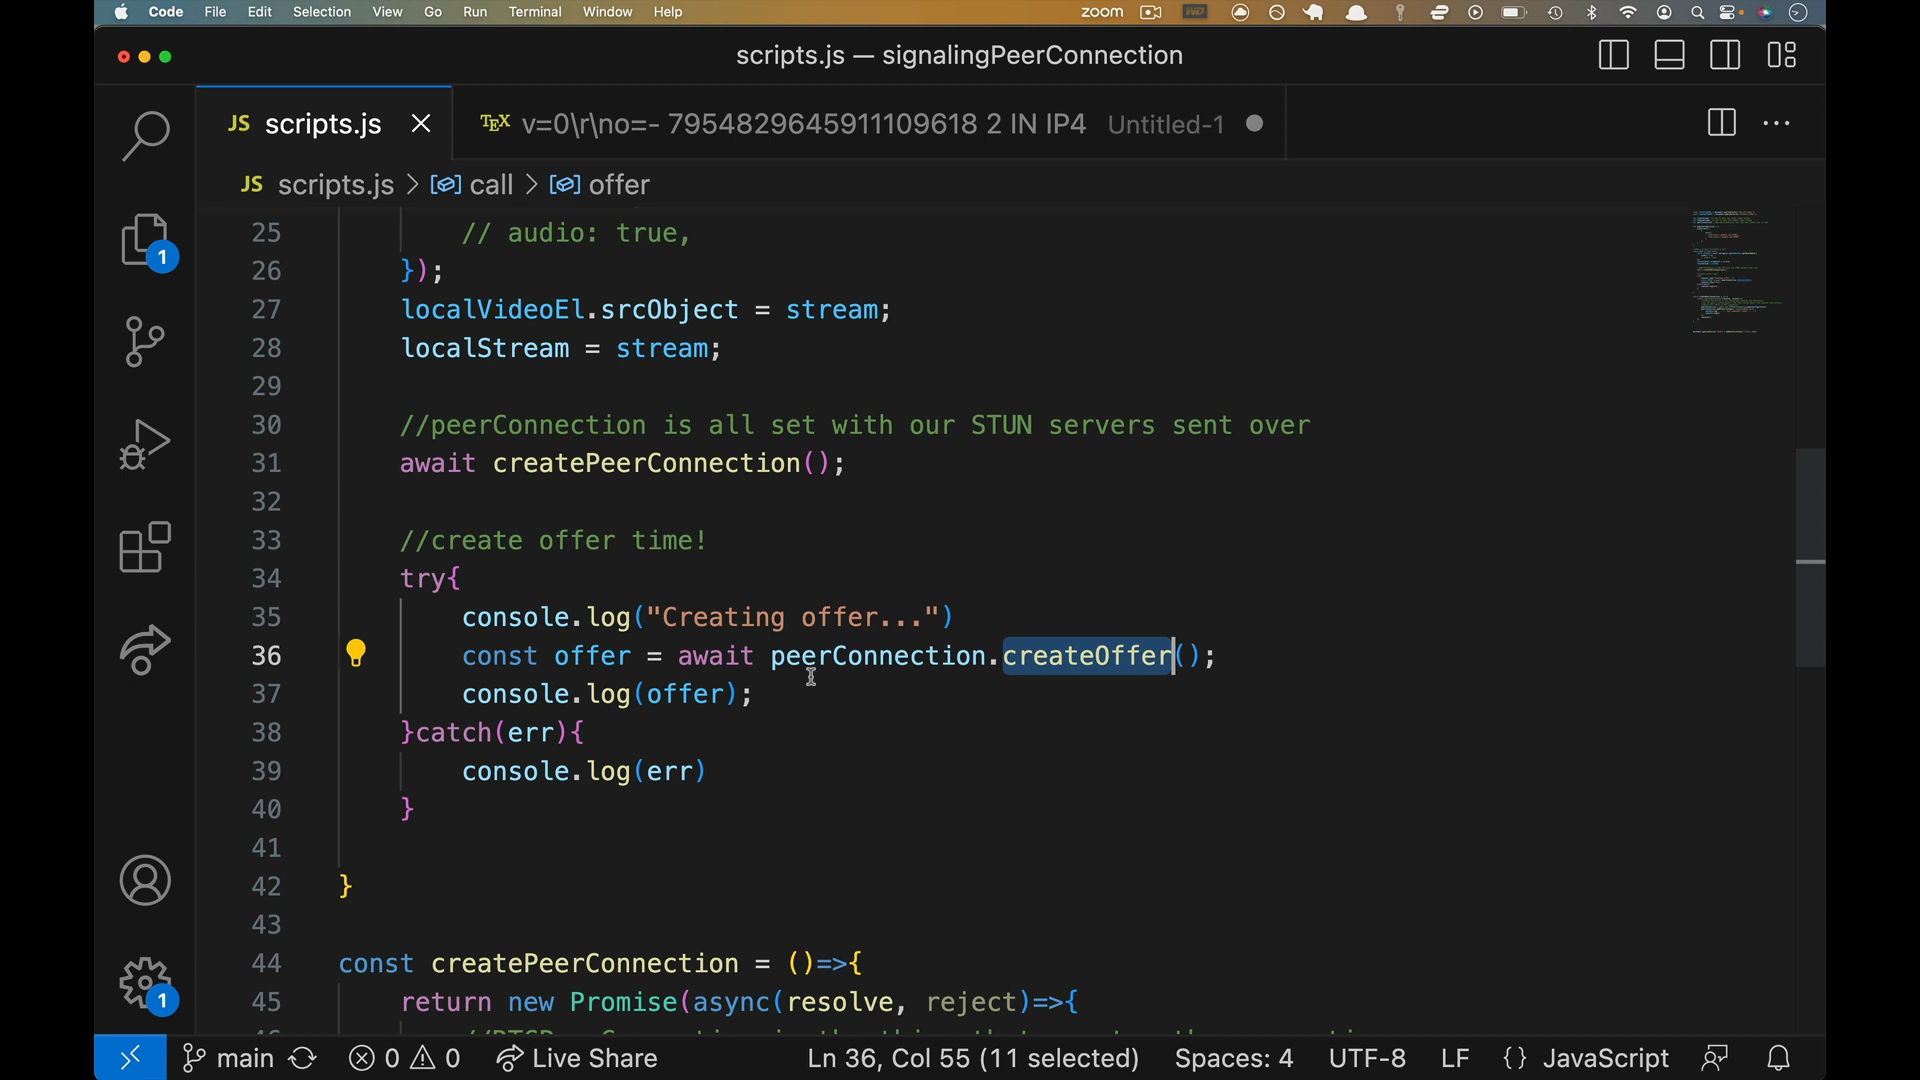 Code File Edit Selection View Go Run Terminal Window Help zoom
scripts.js — signalingPeerConnection
JS scripts.js
TEX v=0\r\no=- 7954829645911109618 2 IN IP4 Untitled-1
JS scripts.js > call > offer
25 // audio: true,
26 });
27 localVideoEl.srcObject = stream;
28 localStream = stream;
29
30 //peerConnection is all set with our STUN servers sent over
31 await createPeerConnection();
32
33 //create offer time!
34 try{
35 console.log("Creating offer...")
36 const offer = await peerConnection.createOffer();
37 console.log(offer);
38 }catch(err){
39 console.log(err)
40 }
41
42 }
43
44 const createPeerConnection = ()=>{
45 return new Promise(async(resolve, reject)=>{
1
1
main 0 0 Live Share Ln 36, Col 55 (11 selected) Spaces: 4 UTF-8 LF {} JavaScript